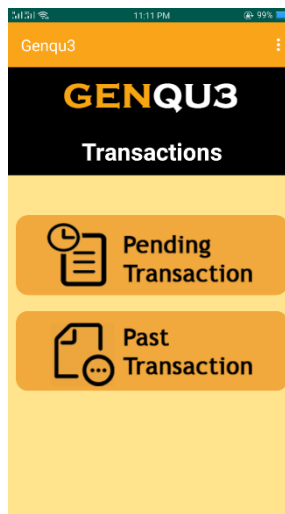 11:11 PM
99%
Genqu3
GENQU3
Transactions
Pending
Transaction
Past
Transaction